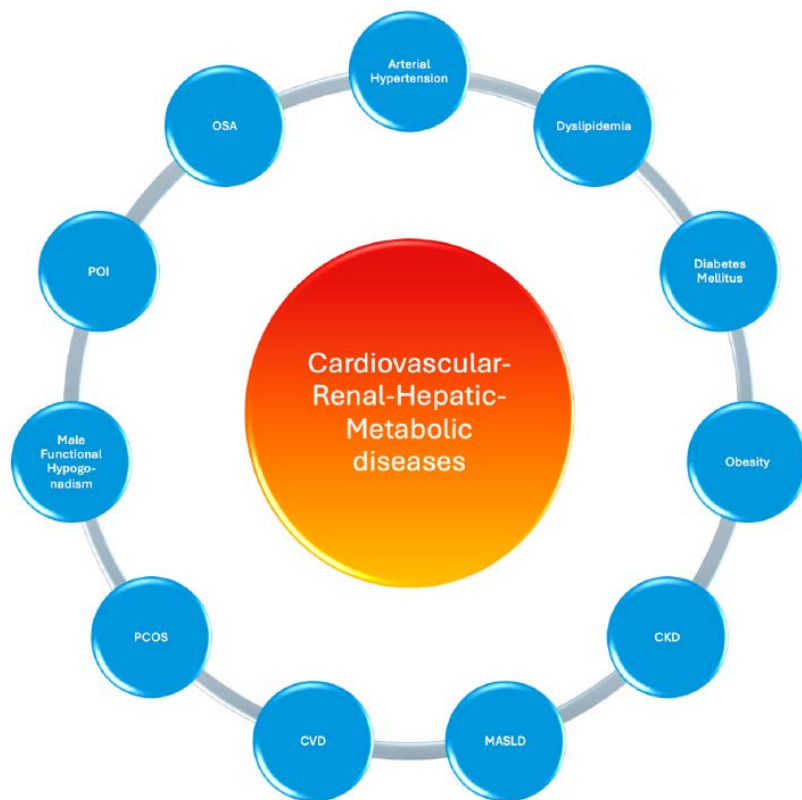 Arterial
Hypertension
Dyslipidemia
Diabetes
Mellitus
Obesity
CKD
MASLD
CVD
PCOS
Male
Functional
Hypogo-
nadism
POI
OSA
Cardiovascular-
Renal-Hepatic-
Metabolic
diseases